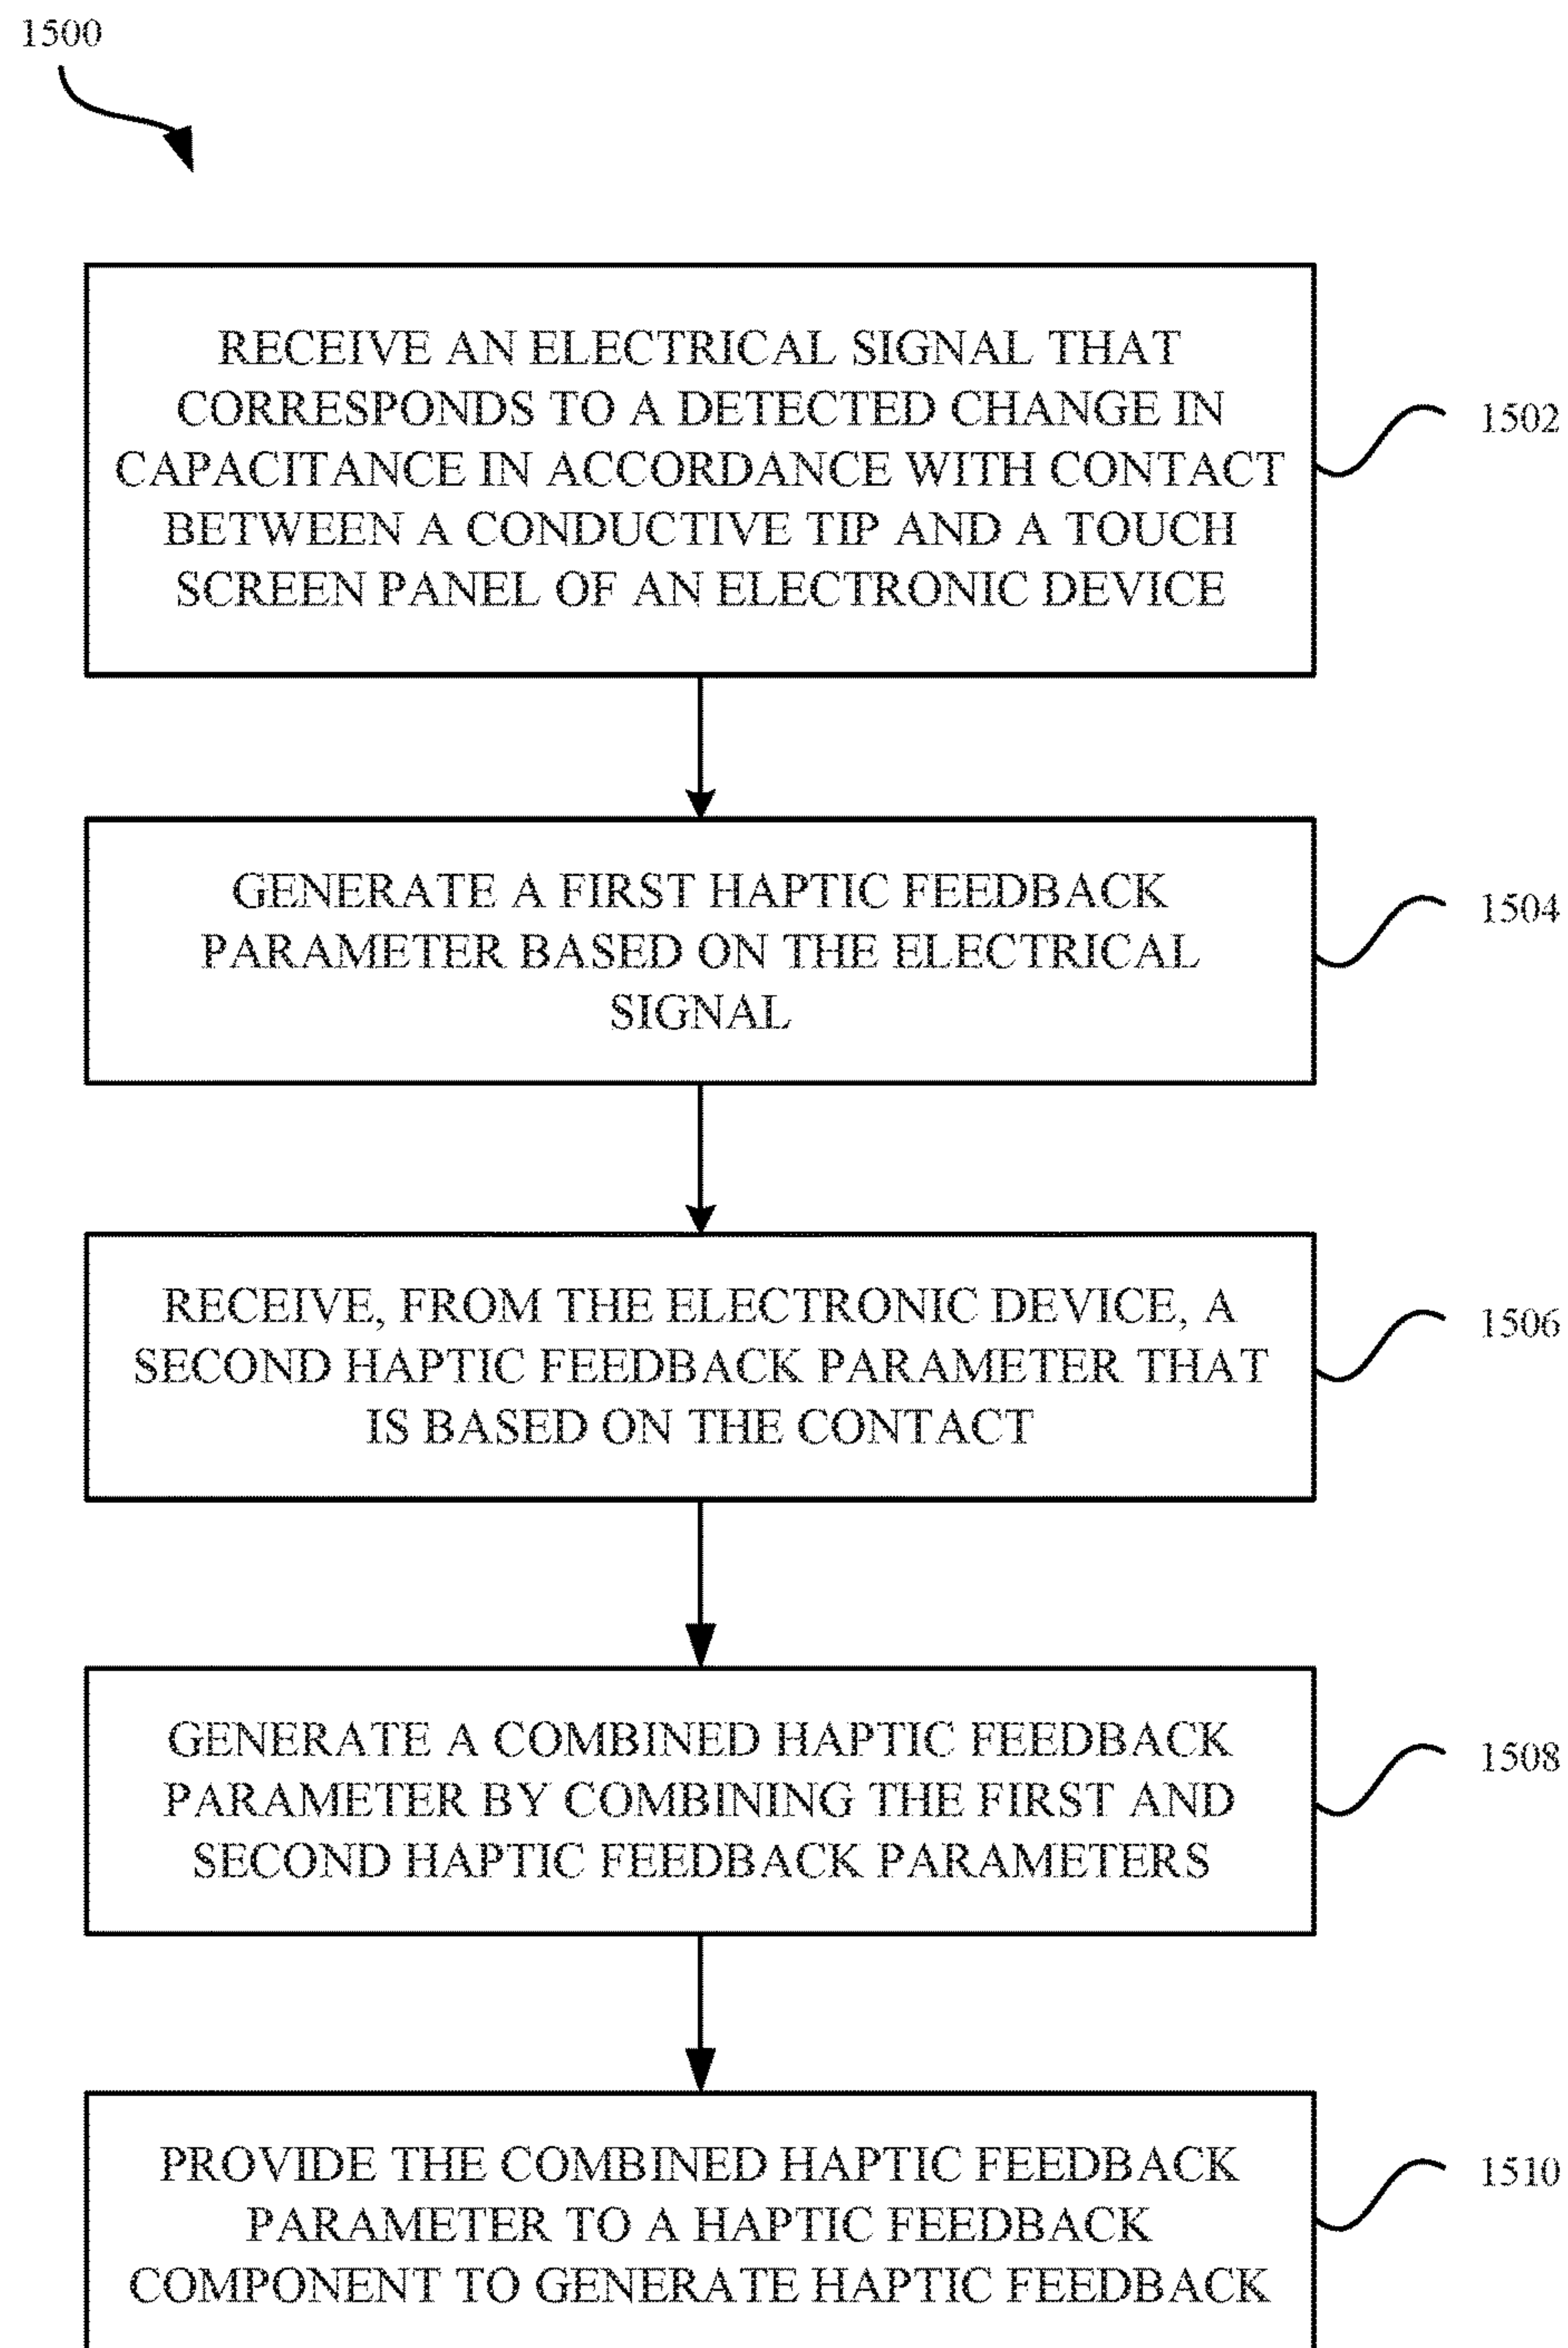 1500
RECEIVE AN ELECTRICAL SIGNAL THAT
CORRESPONDS TO A DETECTED CHANGE IN
CAPACITANCE IN ACCORDANCE WITH CONTACT
BETWEEN A CONDUCTIVE TIP AND A TOUCH
SCREEN PANEL OF AN ELECTRONIC DEVICE
1502
GENERATE A FIRST HAPTIC FEEDBACK
PARAMETER BASED ON THE ELECTRICAL
SIGNAL
1504
RECEIVE, FROM THE ELECTRONIC DEVICE, A
SECOND HAPTIC FEEDBACK PARAMETER THAT
IS BASED ON THE CONTACT
1506
GENERATE A COMBINED HAPTIC FEEDBACK
PARAMETER BY COMBINING THE FIRST AND
SECOND HAPTIC FEEDBACK PARAMETERS
1508
PROVIDE THE COMBINED HAPTIC FEEDBACK
PARAMETER TO A HAPTIC FEEDBACK
COMPONENT TO GENERATE HAPTIC FEEDBACK
1510